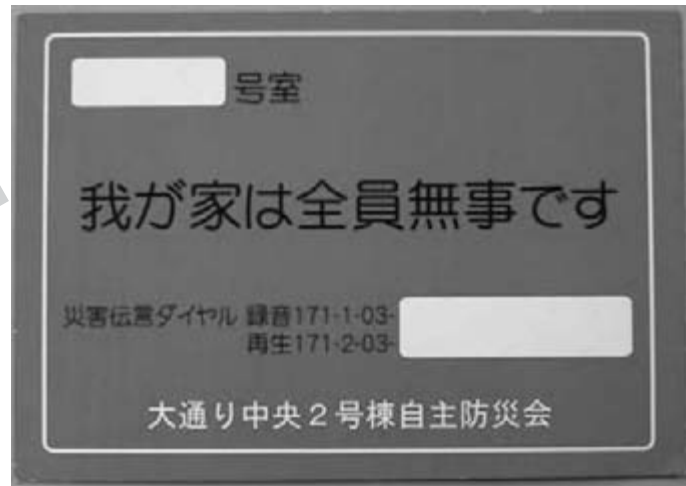 号室
我が家は全員無事です
災害伝言ダイヤル 録音171-1-03-
再生171-2-03-
大通り中央2号棟自主防災会